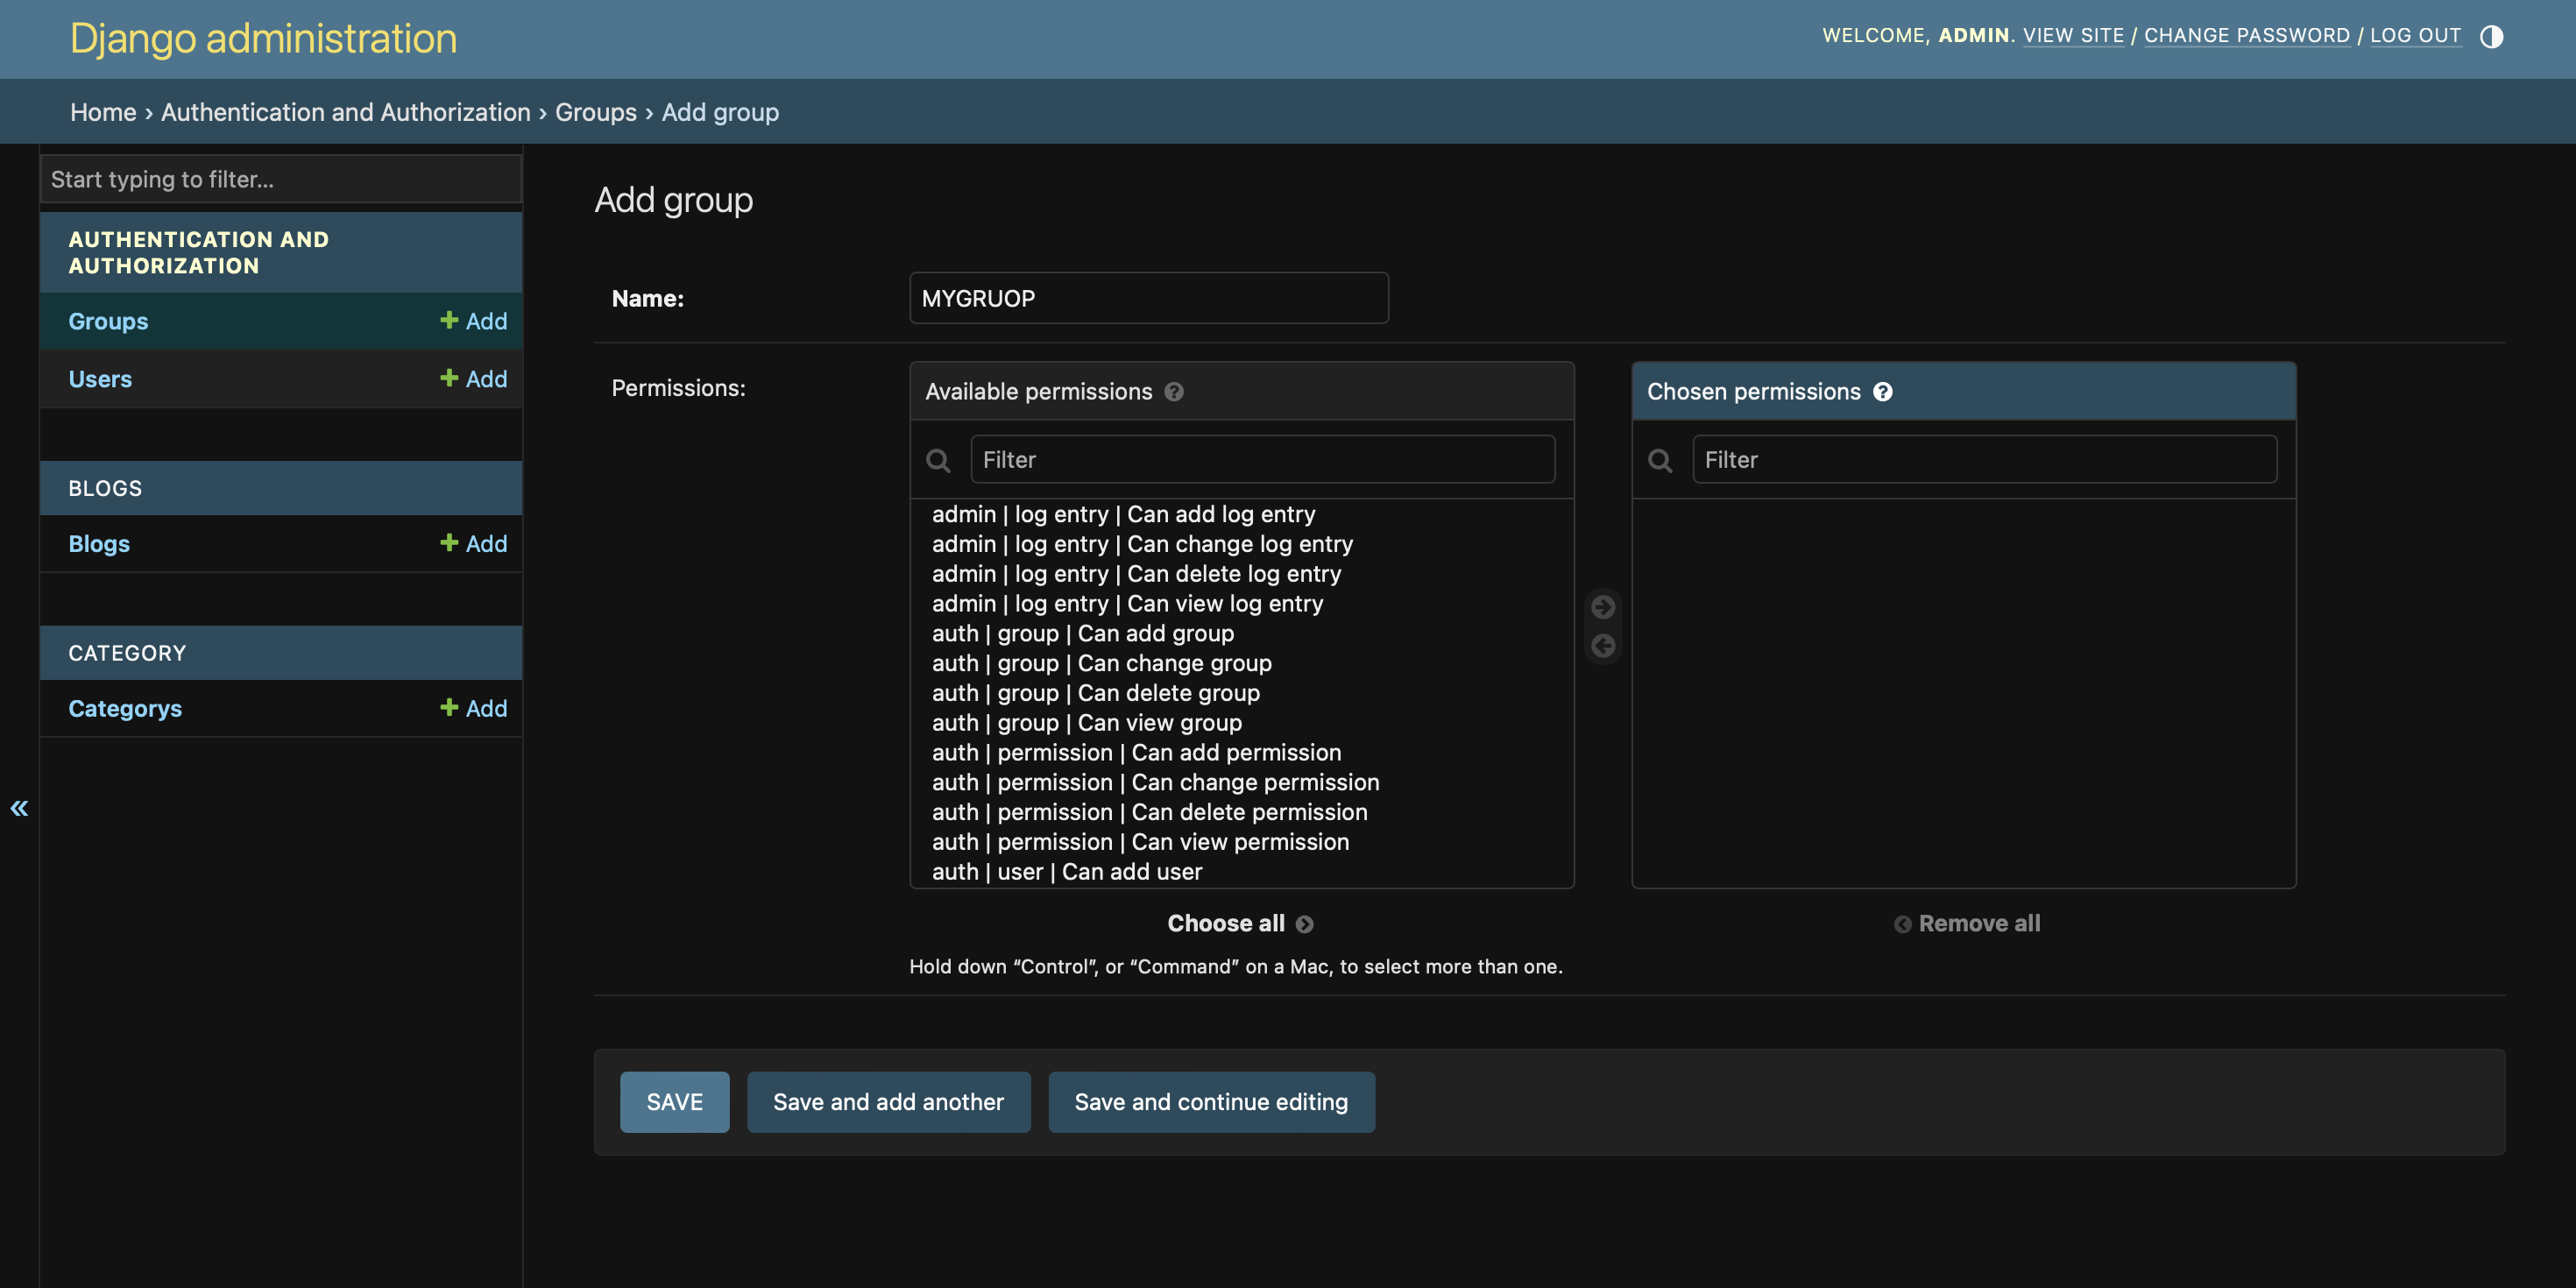 Django administration
WELCOME, ADMIN. VIEW SITE / CHANGE PASSWORD / LOG OUT
Home › Authentication and Authorization › Groups › Add group
Start typing to filter...
AUTHENTICATION AND
AUTHORIZATION
Groups
Add
Users
Add
BLOGS
Blogs
Add
CATEGORY
Categorys
Add
«
Add group
Name:
MYGRUOP
Permissions:
Available permissions ?
Filter
admin | log entry | Can add log entry
admin | log entry | Can change log entry
admin | log entry | Can delete log entry
admin | log entry | Can view log entry
auth | group | Can add group
auth | group | Can change group
auth | group | Can delete group
auth | group | Can view group
auth | permission | Can add permission
auth | permission | Can change permission
auth | permission | Can delete permission
auth | permission | Can view permission
auth | user | Can add user
Choose all
Chosen permissions ?
Filter
Remove all
Hold down “Control”, or “Command” on a Mac, to select more than one.
SAVE
Save and add another
Save and continue editing